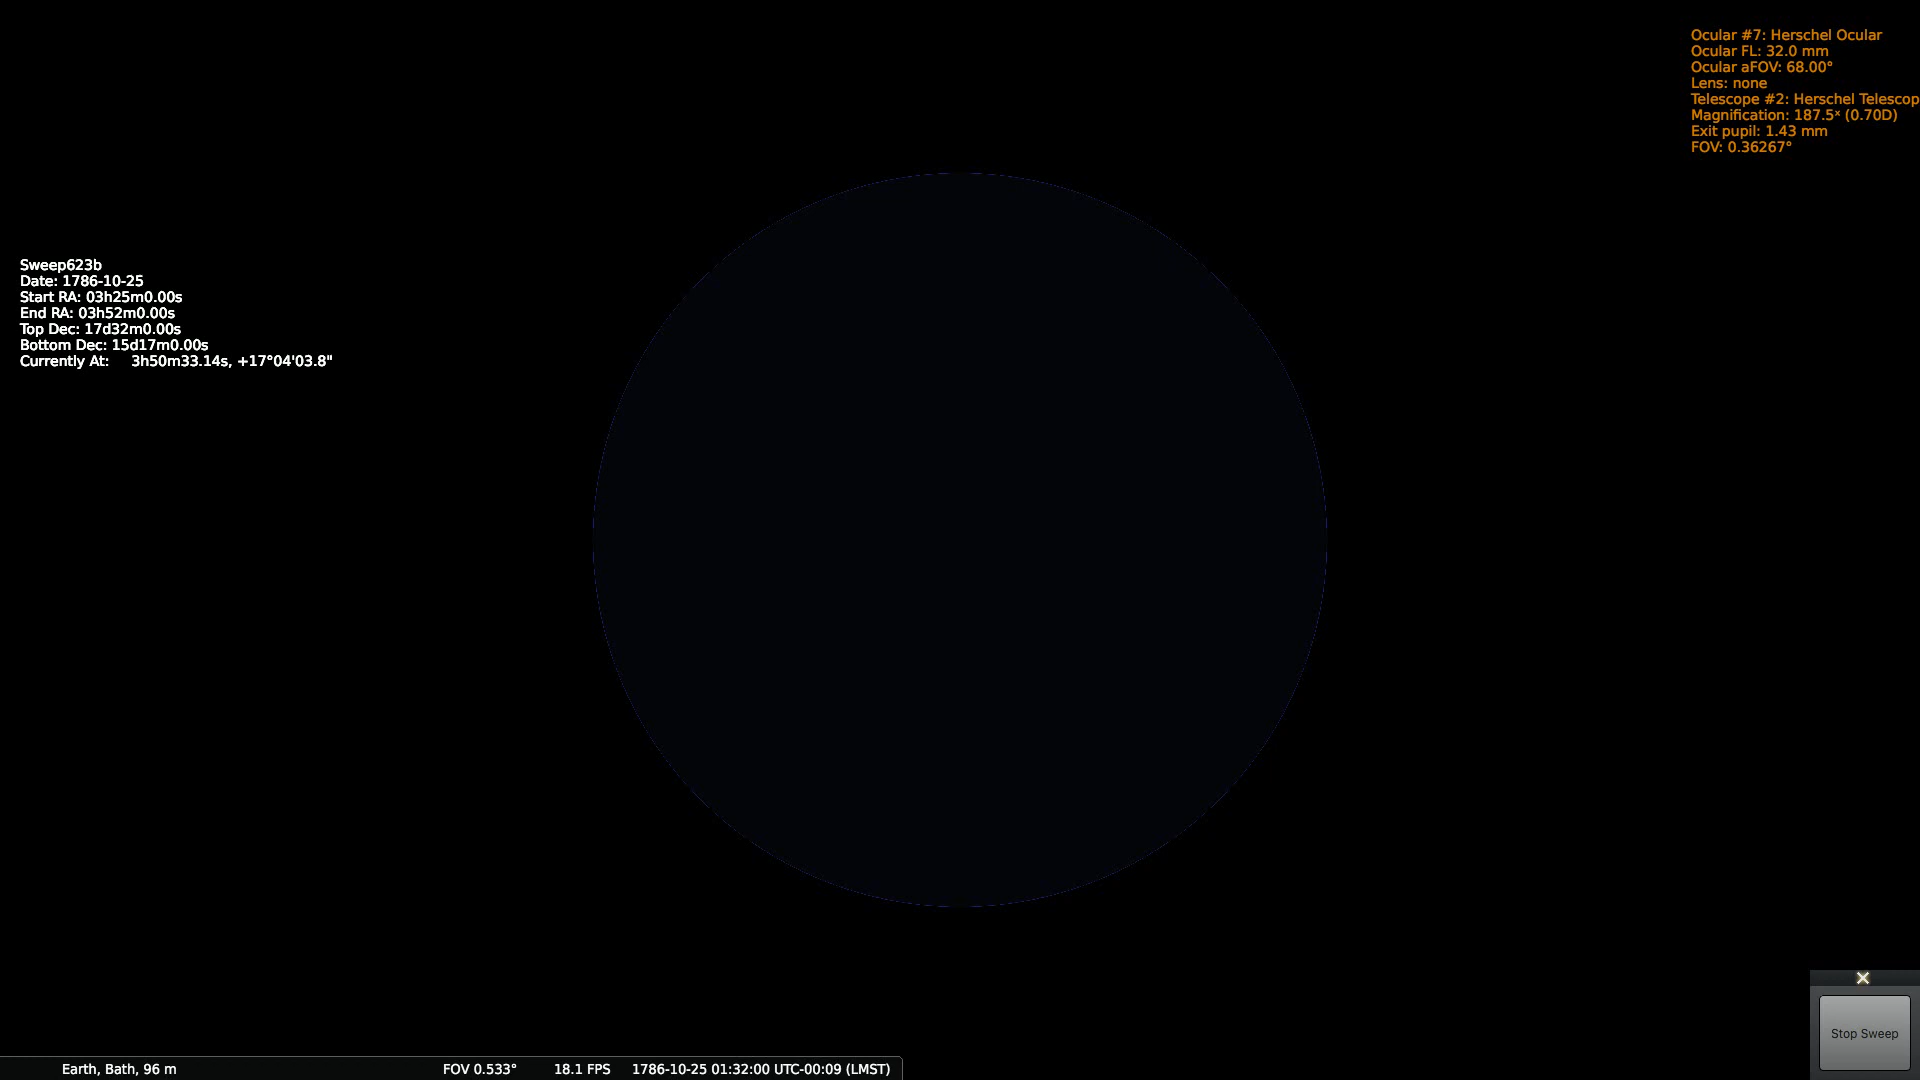 Ocular #7: Herschel Ocular
Ocular FL: 32.0 mm
Ocular aFOV: 68.00°
Lens: none
Telescope #2: Herschel Telescop
Magnification: 187.5ˣ (0.70D)
Exit pupil: 1.43 mm
FOV: 0.36267°
Sweep623b
Date: 1786-10-25
Start RA: 03h25m0.00s
End RA: 03h52m0.00s
Top Dec: 17d32m0.00s
Bottom Dec: 15d17m0.00s
Currently At: 3h50m33.14s, +17°04'03.8"
Stop Sweep
Earth, Bath, 96 m FOV 0.533° 18.1 FPS 1786-10-25 01:32:00 UTC-00:09 (LMST)